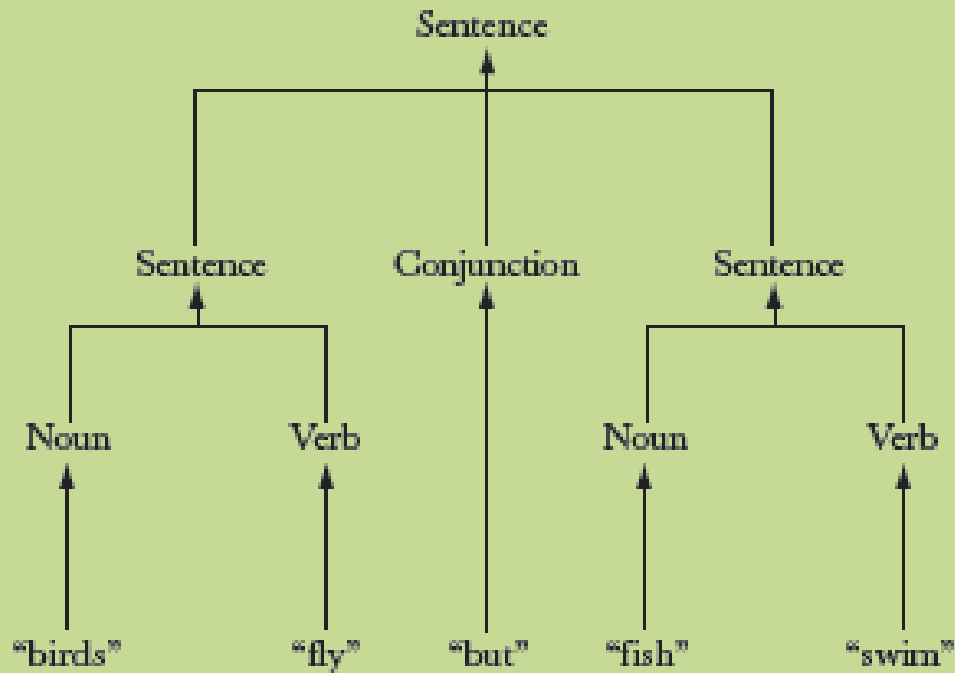 Sentence
Sentence Conjunction Sentence
Noun Verb Noun Verb
“birds” “fly” “but” “fish” “swim”